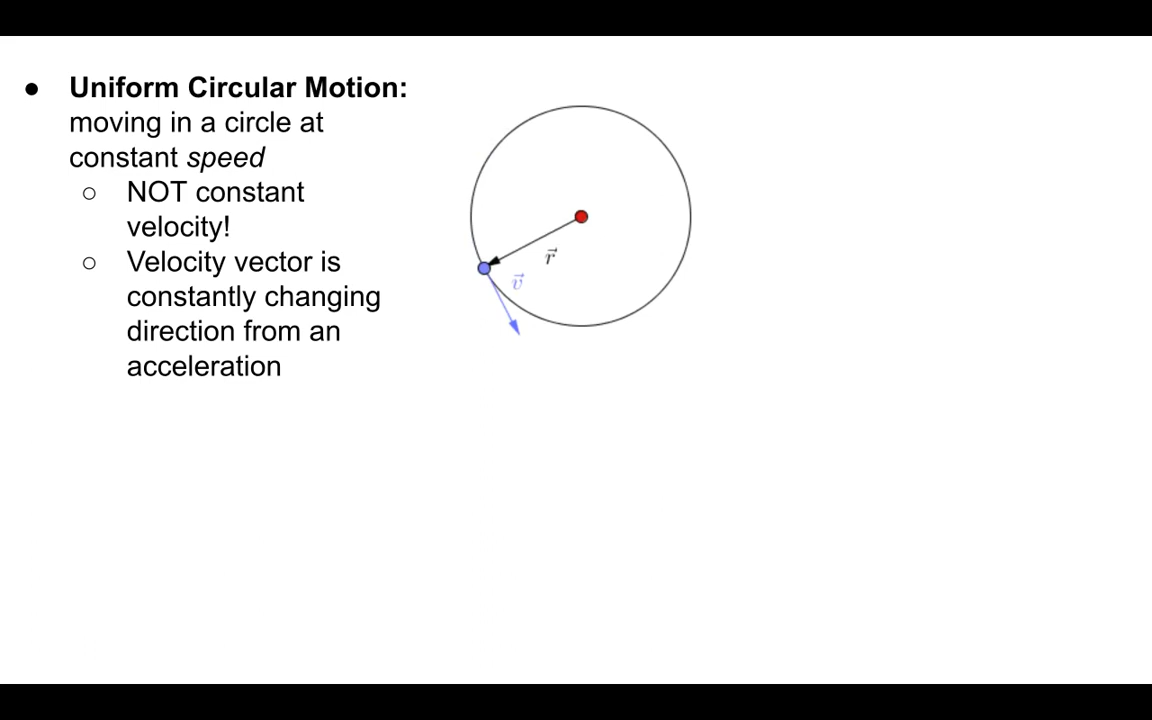 ● Uniform Circular Motion:
moving in a circle at
constant speed
○ NOT constant
velocity!
○ Velocity vector is
constantly changing
direction from an
acceleration
r⃗
v⃗